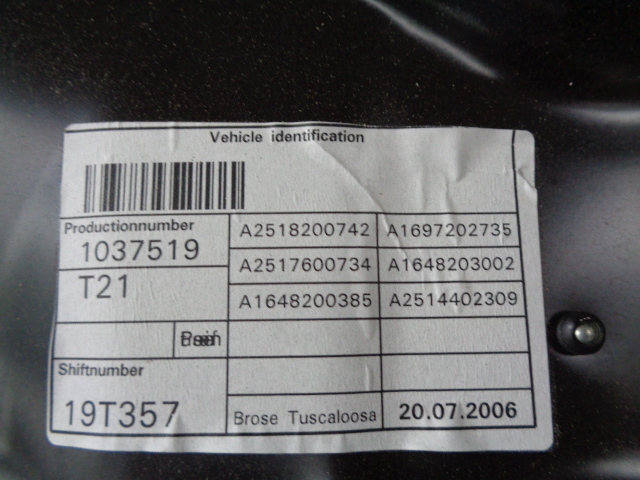 Vehicle identification
Productionnumber
1037519
T21
A2518200742 A1697202735
A2517600734 A1648203002
A1648200385 A2514402309
Shiftnumber
19T357
Brose Tuscaloosa 20.07.2006